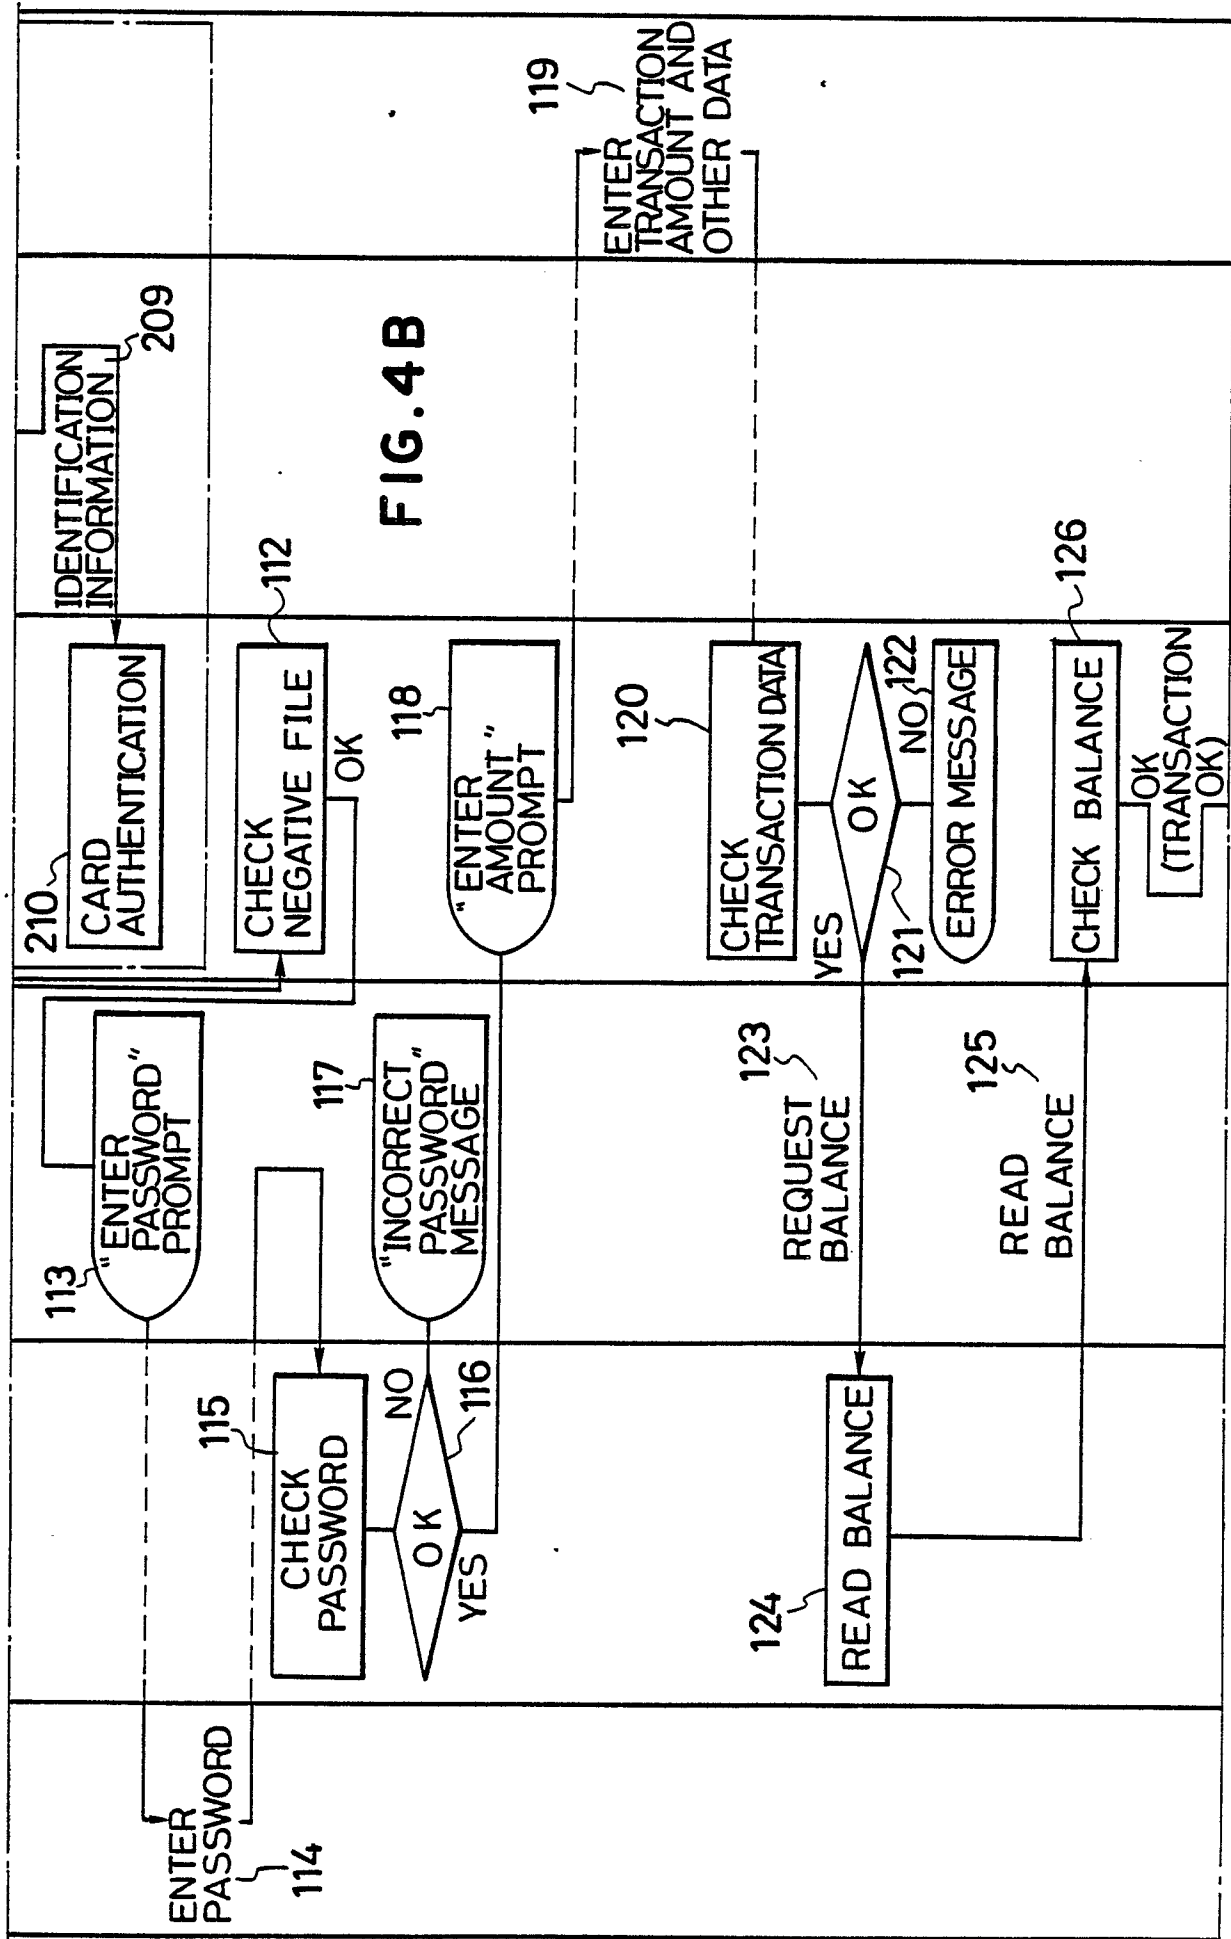 FIG.4B
IDENTIFICATION
INFORMATION
209
210
CARD
AUTHENTICATION
112
CHECK
NEGATIVE FILE
OK
113
"ENTER
PASSWORD"
PROMPT
ENTER
PASSWORD
114
115
CHECK
PASSWORD
OK
NO
YES
116
117
"INCORRECT
PASSWORD"
MESSAGE
118
"ENTER
AMOUNT"
PROMPT
119
ENTER
TRANSACTION
AMOUNT AND
OTHER DATA
120
CHECK
TRANSACTION DATA
OK
YES
NO
121
122
ERROR MESSAGE
123
REQUEST
BALANCE
124
READ BALANCE
125
READ
BALANCE
126
CHECK BALANCE
OK
(TRANSACTION
OK)